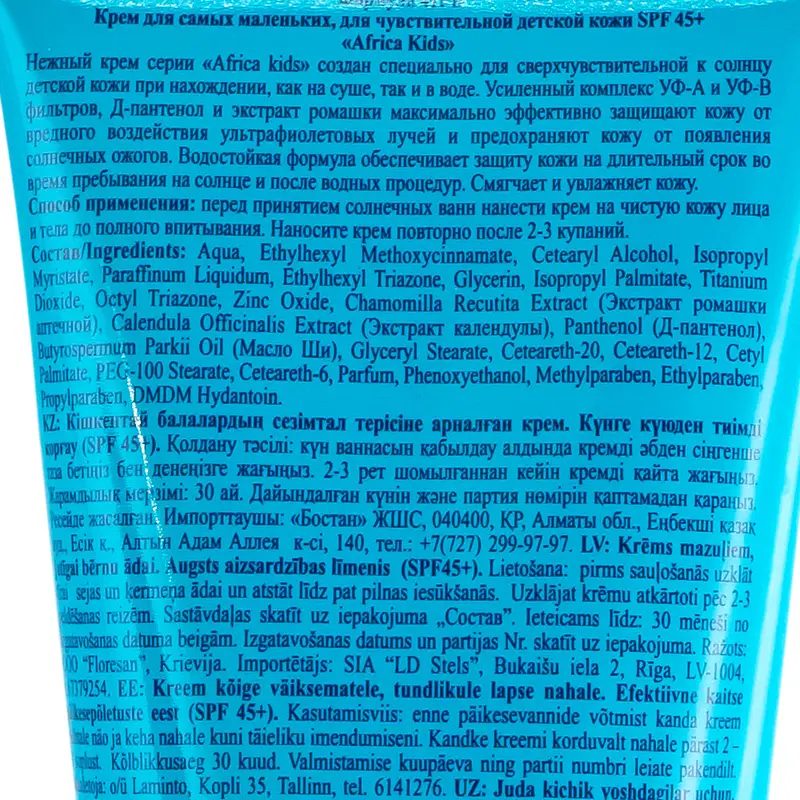 Крем для самых маленьких, для чувствительной детской кожи SPF 45+
«Africa Kids»
Нежный крем серии «Africa kids» создан специально для сверхчувствительной к солнцу
детской кожи при нахождении, как на суше, так и в воде. Усиленный комплекс УФ-А и УФ-В
фильтров, Д-пантенол и экстракт ромашки максимально эффективно защищают кожу от
вредного воздействия ультрафиолетовых лучей и предохраняют кожу от появления
солнечных ожогов. Водостойкая формула обеспечивает защиту кожи на длительный срок во
время пребывания на солнце и после водных процедур. Смягчает и увлажняет кожу.
Способ применения: перед принятием солнечных ванн нанести крем на чистую кожу лица
и тела до полного впитывания. Наносите крем повторно после 2-3 купаний.
Состав/Ingredients: Aqua, Ethylhexyl Methoxycinnamate, Cetearyl Alcohol, Isopropyl
Myristate, Paraffinum Liquidum, Ethylhexyl Triazone, Glycerin, Isopropyl Palmitate, Titanium
Dioxide, Octyl Triazone, Zinc Oxide, Chamomilla Recutita Extract (Экстракт ромашки
аптечной), Calendula Officinalis Extract (Экстракт календулы), Panthenol (Д-пантенол),
Butyrospermum Parkii Oil (Масло Ши), Glyceryl Stearate, Ceteareth-20, Ceteareth-12, Cetyl
Palmitate, PEG-100 Stearate, Ceteareth-6, Parfum, Phenoxyethanol, Methylparaben, Ethylparaben,
Propylparaben, DMDM Hydantoin.
KZ: Кішкентай балалардың сезімтал терісіне арналған крем. Күнге күюден тиімді
қорғау (SPF 45+). Қолдану тәсілі: күн ваннасын қабылдау алдында кремді әбден сіңгенше
таза бетіңіз бен денеңізге жағыңыз. 2-3 рет шомылғаннан кейін кремді қайта жағыңыз.
Жарамдылық мерзімі: 30 ай. Дайындалған күнін және партия нөмірін қаптамадан қараңыз.
Ресейде жасалған. Импорттаушы: «Бостан» ЖШС, 040400, ҚР, Алматы обл., Еңбекші қазақ
Есік қ., Алтын Адам Аллея к-сі, 140, тел.: +7(727) 299-97-97. LV: Krēms mazuļiem,
jutīgai bērnu ādai. Augsts aizsardzības līmenis (SPF45+). Lietošana: pirms sauļošanās uzklāt
sejas un ķermeņa ādai un atstāt līdz pat pilnas iesūkšanās. Uzklājat krēmu atkārtoti pēc 2-3
peldēšanas reizēm. Sastāvdaļas skatīt uz iepakojuma „Состав". Ieteicams līdz: 30 mēneši no
izgatavošanas datuma beigām. Izgatavošanas datums un partijas Nr. skatīt uz iepakojuma. Ražots:
OOO "Floresan", Krievija. Importētājs: SIA "LD Stels", Bukaišu iela 2, Rīga, LV-1004,
67379254. EE: Kreem kõige väiksematele, tundlikule lapse nahale. Efektiivne kaitse
päikesepõletuste eest (SPF 45+). Kasutamisviis: enne päikesevannide võtmist kanda kreem
näo ja keha nahale kuni täieliku imendumiseni. Kandke kreemi korduvalt nahale pärast 2–
suplust. Kõlblikkusaeg 30 kuud. Valmistamise kuupäeva ning partii numbri leiate pakendilt.
o/ü Laminto, Kopli 35, Tallinn, tel. 6141276. UZ: Juda kichik yoshdagilar uchun,